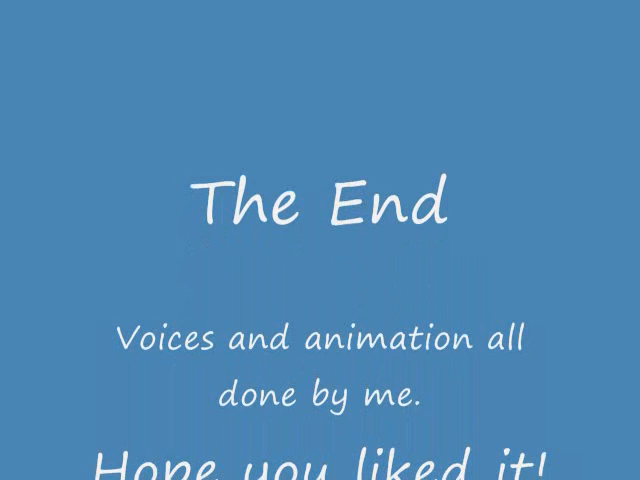 The End
Voices and animation all
done by me.
Hope you liked it!